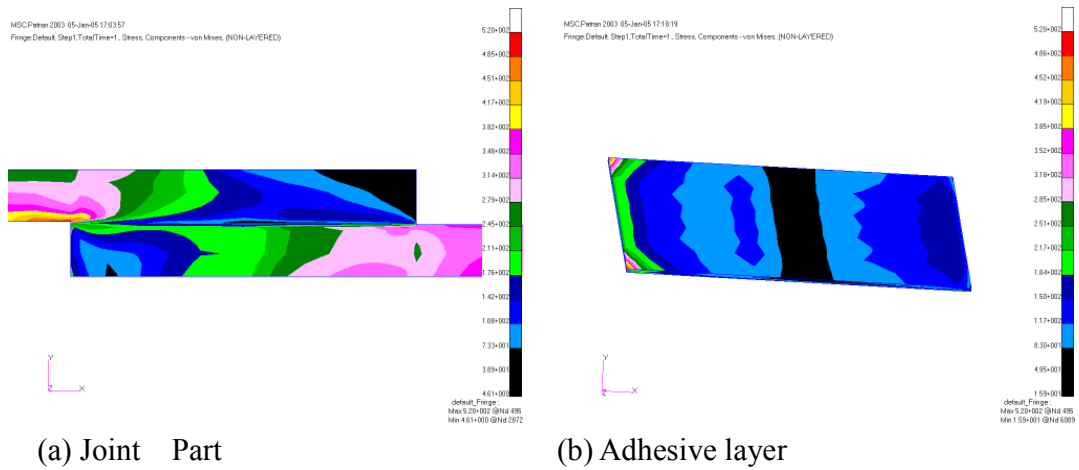 MSC.Patran 2003 05-Jan-05 17:03:57
Fringe:Default, Step1,TotalTime=1., Stress, Components - von Mises, (NON-LAYERED)
5.20+002
4.85+002
4.51+002
4.17+002
3.82+002
3.48+002
3.14+002
2.79+002
2.45+002
2.11+002
1.76+002
1.42+002
1.08+002
7.33+001
3.89+001
4.61+000
Y
Z X
default_Fringe :
Max 5.20+002 @Nd 495
Min 4.61+000 @Nd 2872
(a) Joint Part
MSC.Patran 2003 05-Jan-05 17:18:19
Fringe:Default, Step1,TotalTime=1., Stress, Components - von Mises, (NON-LAYERED)
5.20+002
4.86+002
4.52+002
4.19+002
3.85+002
3.52+002
3.18+002
2.85+002
2.51+002
2.17+002
1.84+002
1.50+002
1.17+002
8.30+001
4.95+001
1.59+001
Y
Z X
default_Fringe :
Max 5.20+002 @Nd 495
Min 1.59+001 @Nd 6089
(b) Adhesive layer